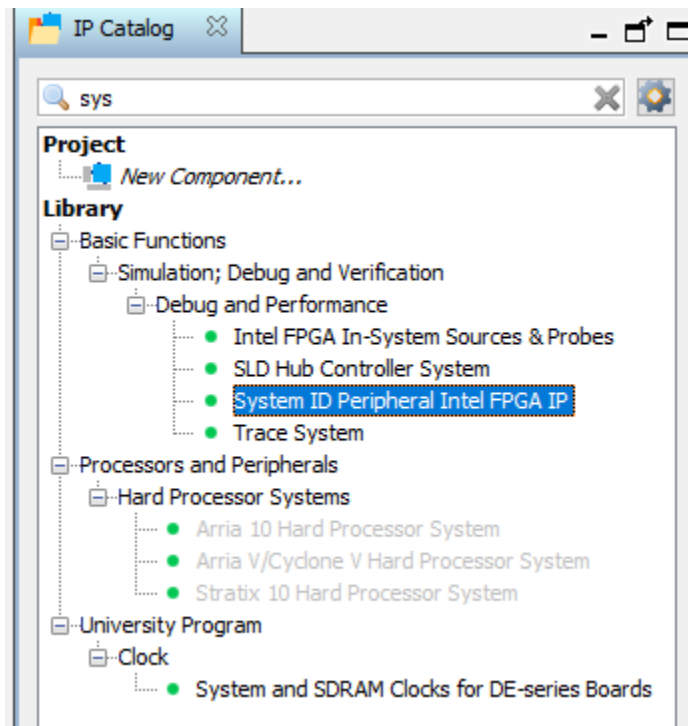 IP Catalog
sys
Project
New Component...
Library
Basic Functions
Simulation; Debug and Verification
Debug and Performance
Intel FPGA In-System Sources & Probes
SLD Hub Controller System
System ID Peripheral Intel FPGA IP
Trace System
Processors and Peripherals
Hard Processor Systems
Arria 10 Hard Processor System
Arria V/Cyclone V Hard Processor System
Stratix 10 Hard Processor System
University Program
Clock
System and SDRAM Clocks for DE-series Boards